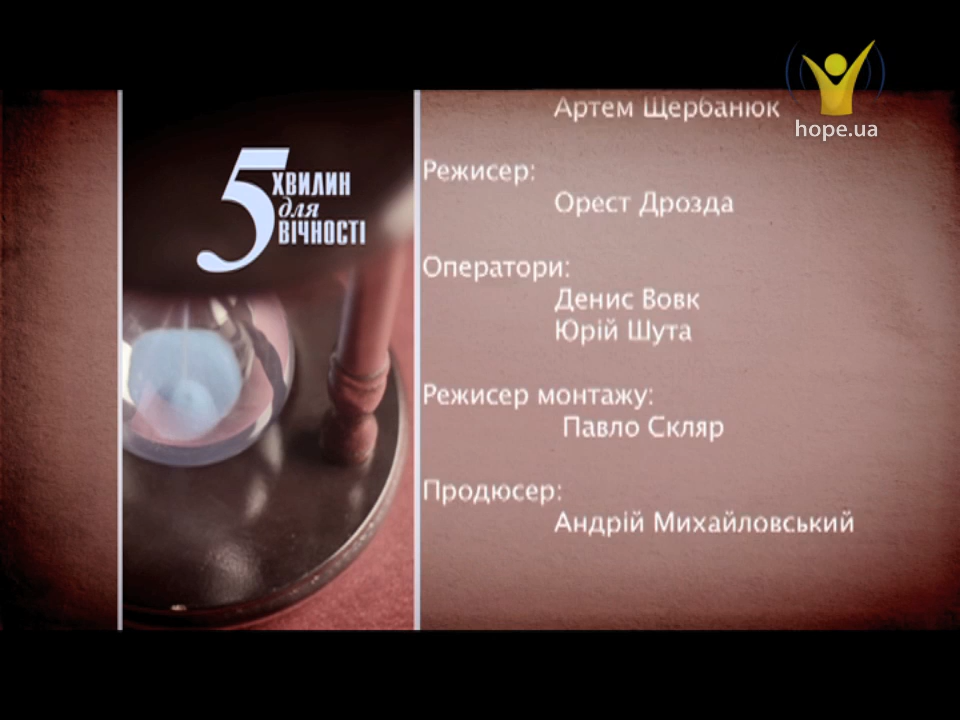 hope.ua
5 ХВИЛИН
для
ВІЧНОСТІ
Артем Щербанюк
Режисер:
Орест Дрозда
Оператори:
Денис Вовк
Юрій Шута
Режисер монтажу:
Павло Скляр
Продюсер:
Андрій Михайловський